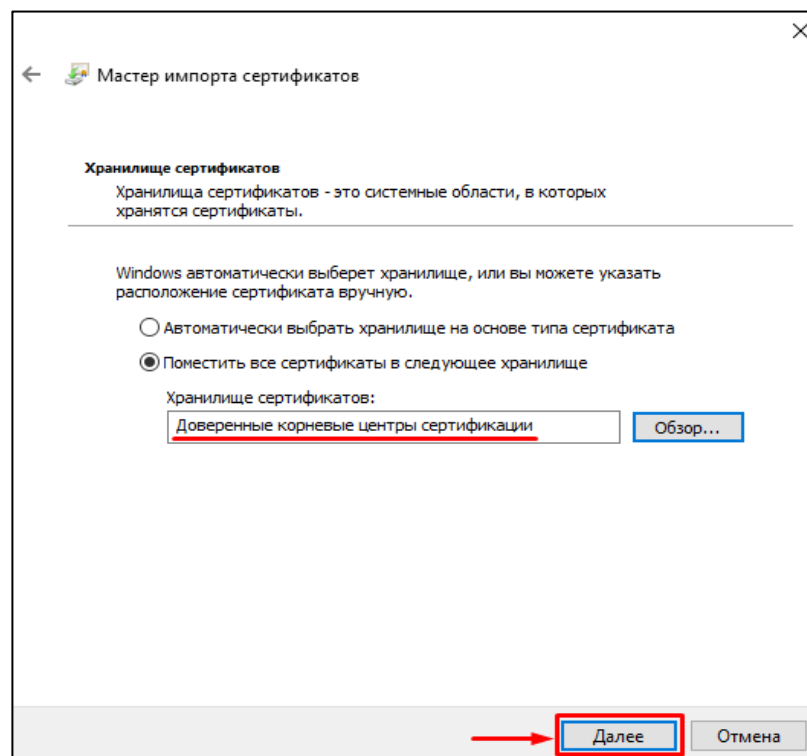 Мастер импорта сертификатов
Хранилище сертификатов
Хранилища сертификатов - это системные области, в которых
хранятся сертификаты.
Windows автоматически выберет хранилище, или вы можете указать
расположение сертификата вручную.
Автоматически выбрать хранилище на основе типа сертификата
Поместить все сертификаты в следующее хранилище
Хранилище сертификатов:
Доверенные корневые центры сертификации
Обзор...
Далее
Отмена